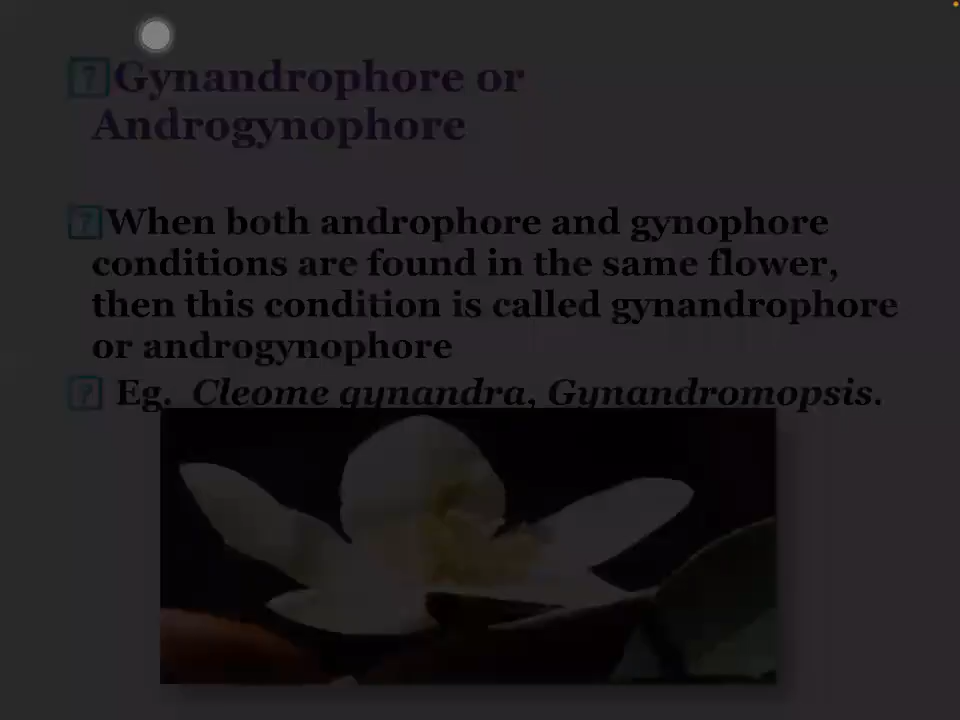 Gynandrophore or
Androgynophore
When both androphore and gynophore
conditions are found in the same flower,
then this condition is called gynandrophore
or androgynophore
Eg. Cleome gynandra, Gynandromopsis.